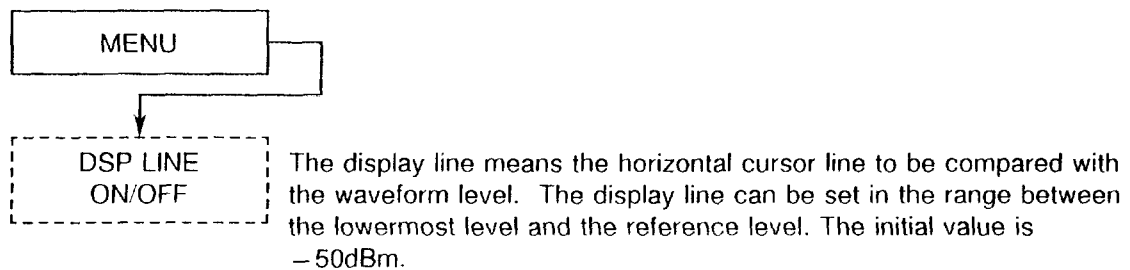 MENU
DSP LINE
ON/OFF
The display line means the horizontal cursor line to be compared with
the waveform level. The display line can be set in the range between
the lowermost level and the reference level. The initial value is
−50dBm.